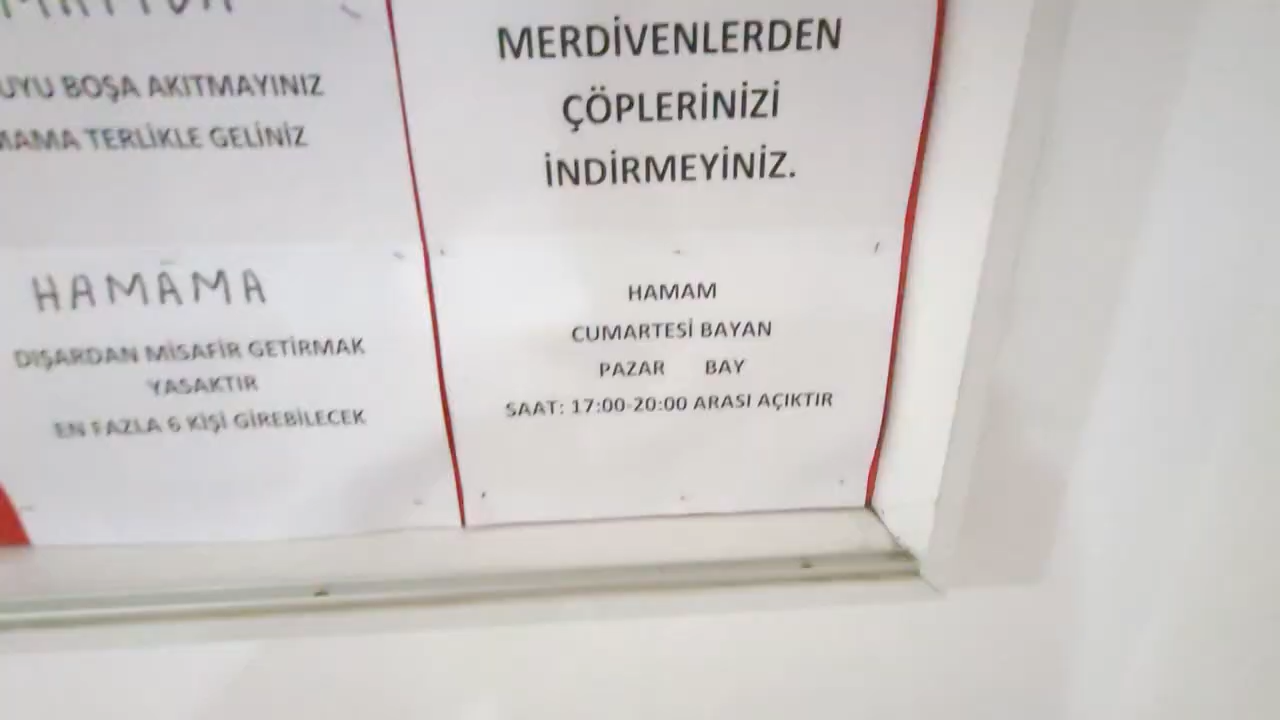 BOŞA AKITMAYINIZ
TERLİKLE GELİNİZ
HAMAMA
DIŞARDAN MİSAFİR GETİRMAK
YASAKTIR
EN FAZLA 6 KİŞİ GİREBİLECEK
MERDİVENLERDEN
ÇÖPLERİNİZİ
İNDİRMEYİNİZ.
HAMAM
CUMARTESİ BAYAN
PAZAR BAY
SAAT: 17:00-20:00 ARASI AÇIKTIR